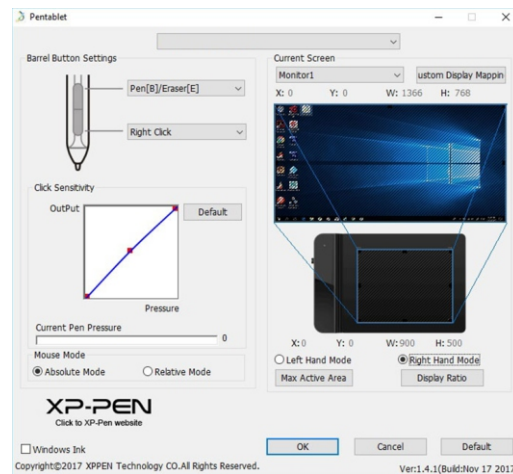 Pentablet
Barrel Button Settings
Pen[B]/Eraser[E]
Right Click
Click Sensitivity
OutPut
Default
Pressure
Current Pen Pressure
0
Mouse Mode
Absolute Mode Relative Mode
XP-PEN
Click to XP-Pen website
Windows Ink
Copyright©2017 XPPEN Technology CO.All Rights Reserved.
Current Screen
Monitor1 ustom Display Mappin
X: 0 Y: 0 W: 1366 H: 768
X: 0 Y: 0 W: 900 H: 500
Left Hand Mode Right Hand Mode
Max Active Area Display Ratio
OK Cancel Default
Ver:1.4.1(Build:Nov 17 2017